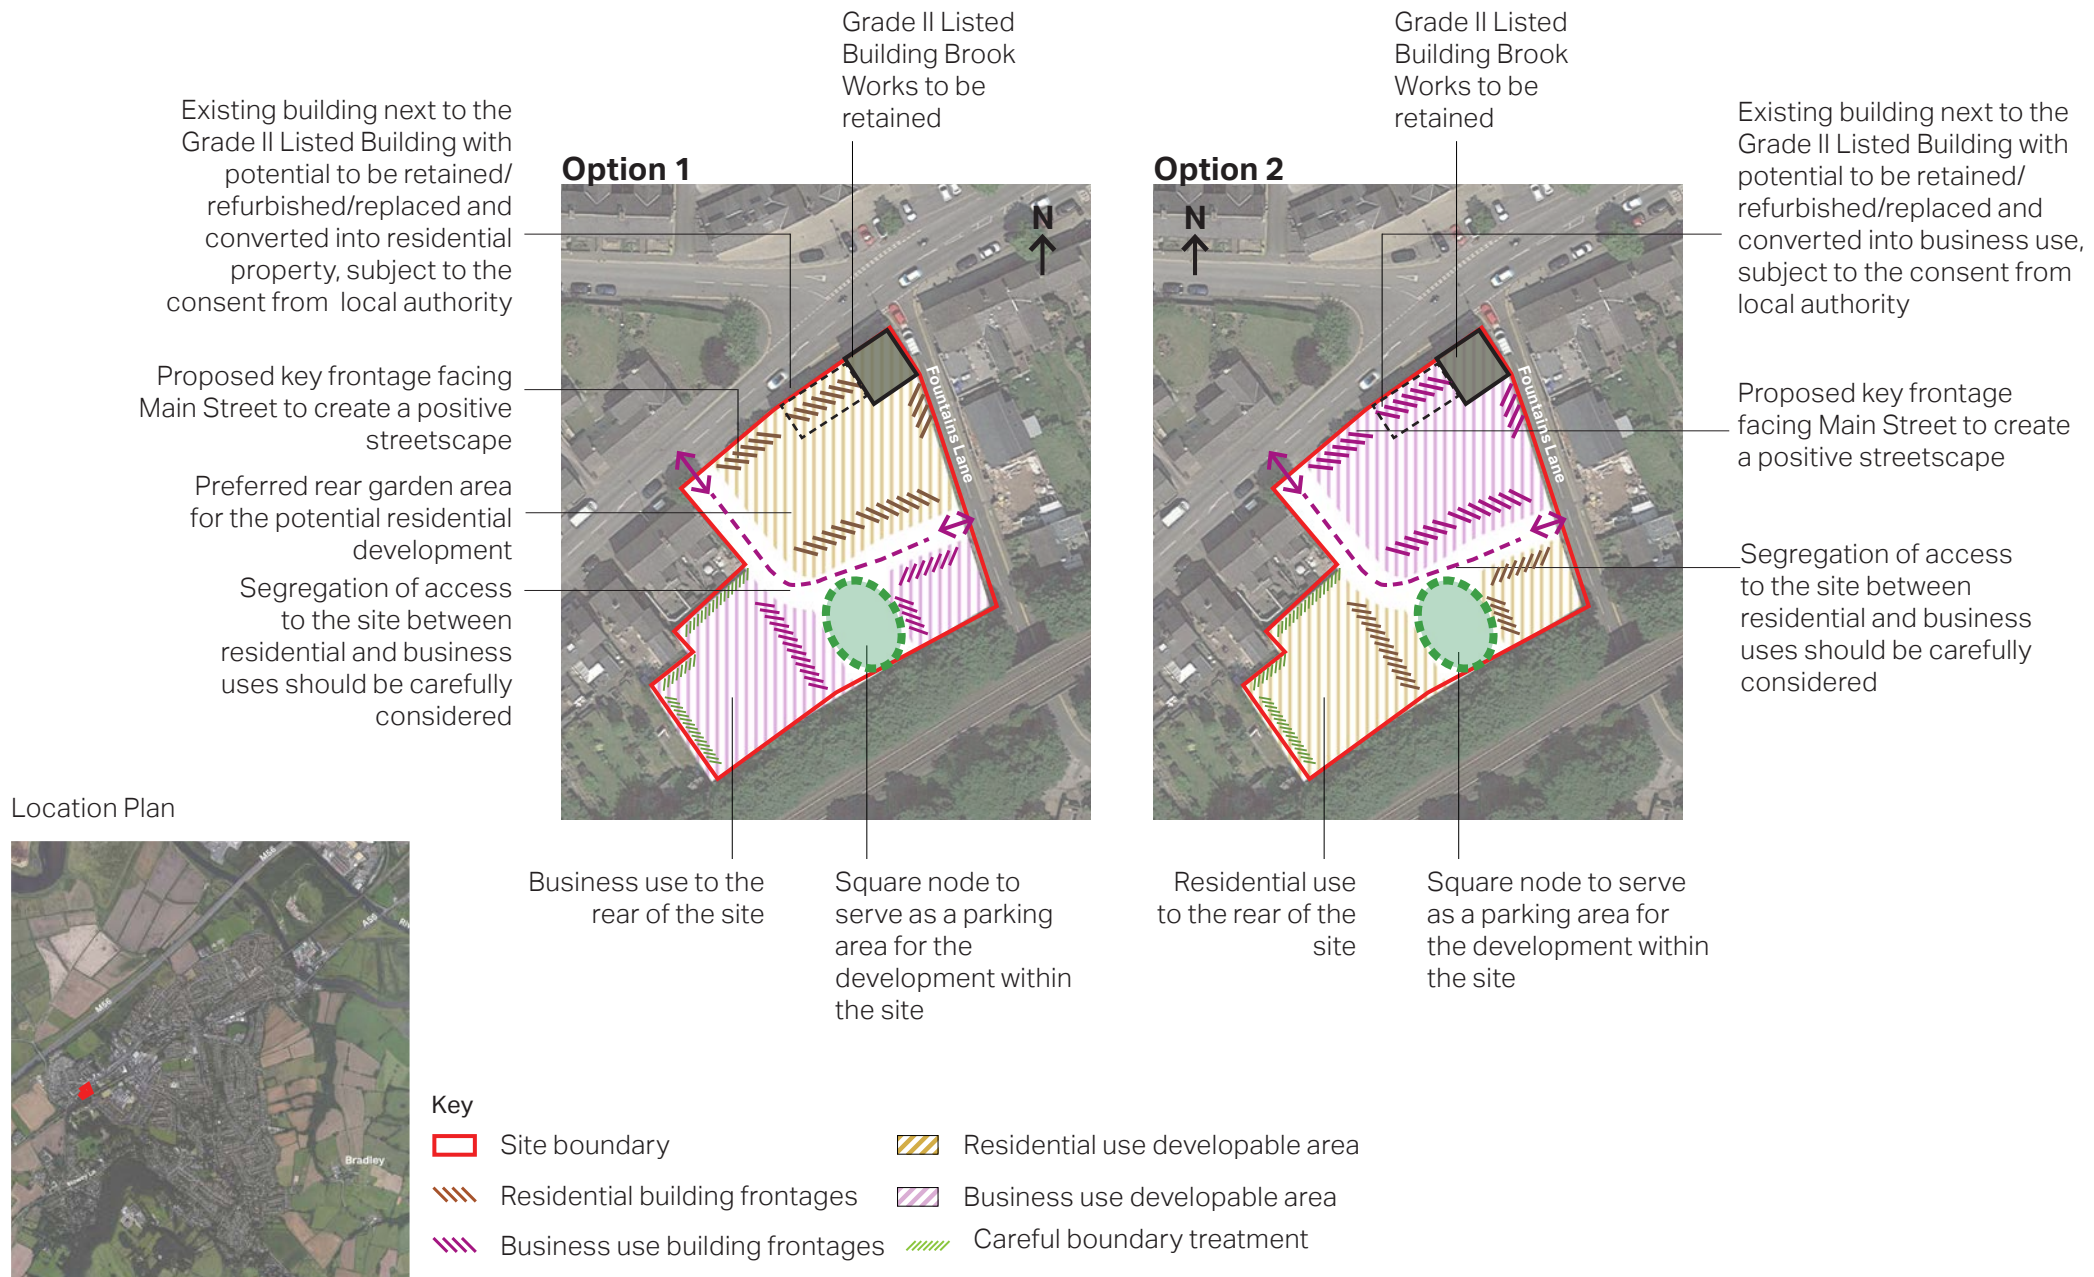 Grade II Listed
Building Brook
Works to be
retained
Grade II Listed
Building Brook
Works to be
retained
Existing building next to the
Grade II Listed Building with
potential to be retained/
refurbished/replaced and
converted into residential
property, subject to the
consent from local authority
Proposed key frontage facing
Main Street to create a positive
streetscape
Preferred rear garden area
for the potential residential
development
Segregation of access
to the site between
residential and business
uses should be carefully
considered
Option 1
N
Fountains Lane
Option 2
N
Fountains Lane
Existing building next to the
Grade II Listed Building with
potential to be retained/
refurbished/replaced and
converted into business use,
subject to the consent from
local authority
Proposed key frontage
facing Main Street to create
a positive streetscape
Segregation of access
to the site between
residential and business
uses should be carefully
considered
Business use to the
rear of the site
Square node to
serve as a parking
area for the
development within
the site
Residential use
to the rear of the
site
Square node to serve
as a parking area for
the development within
the site
Location Plan
M56
A56
M56
Bradley
Key
Site boundary
Residential building frontages
Business use building frontages
Residential use developable area
Business use developable area
Careful boundary treatment